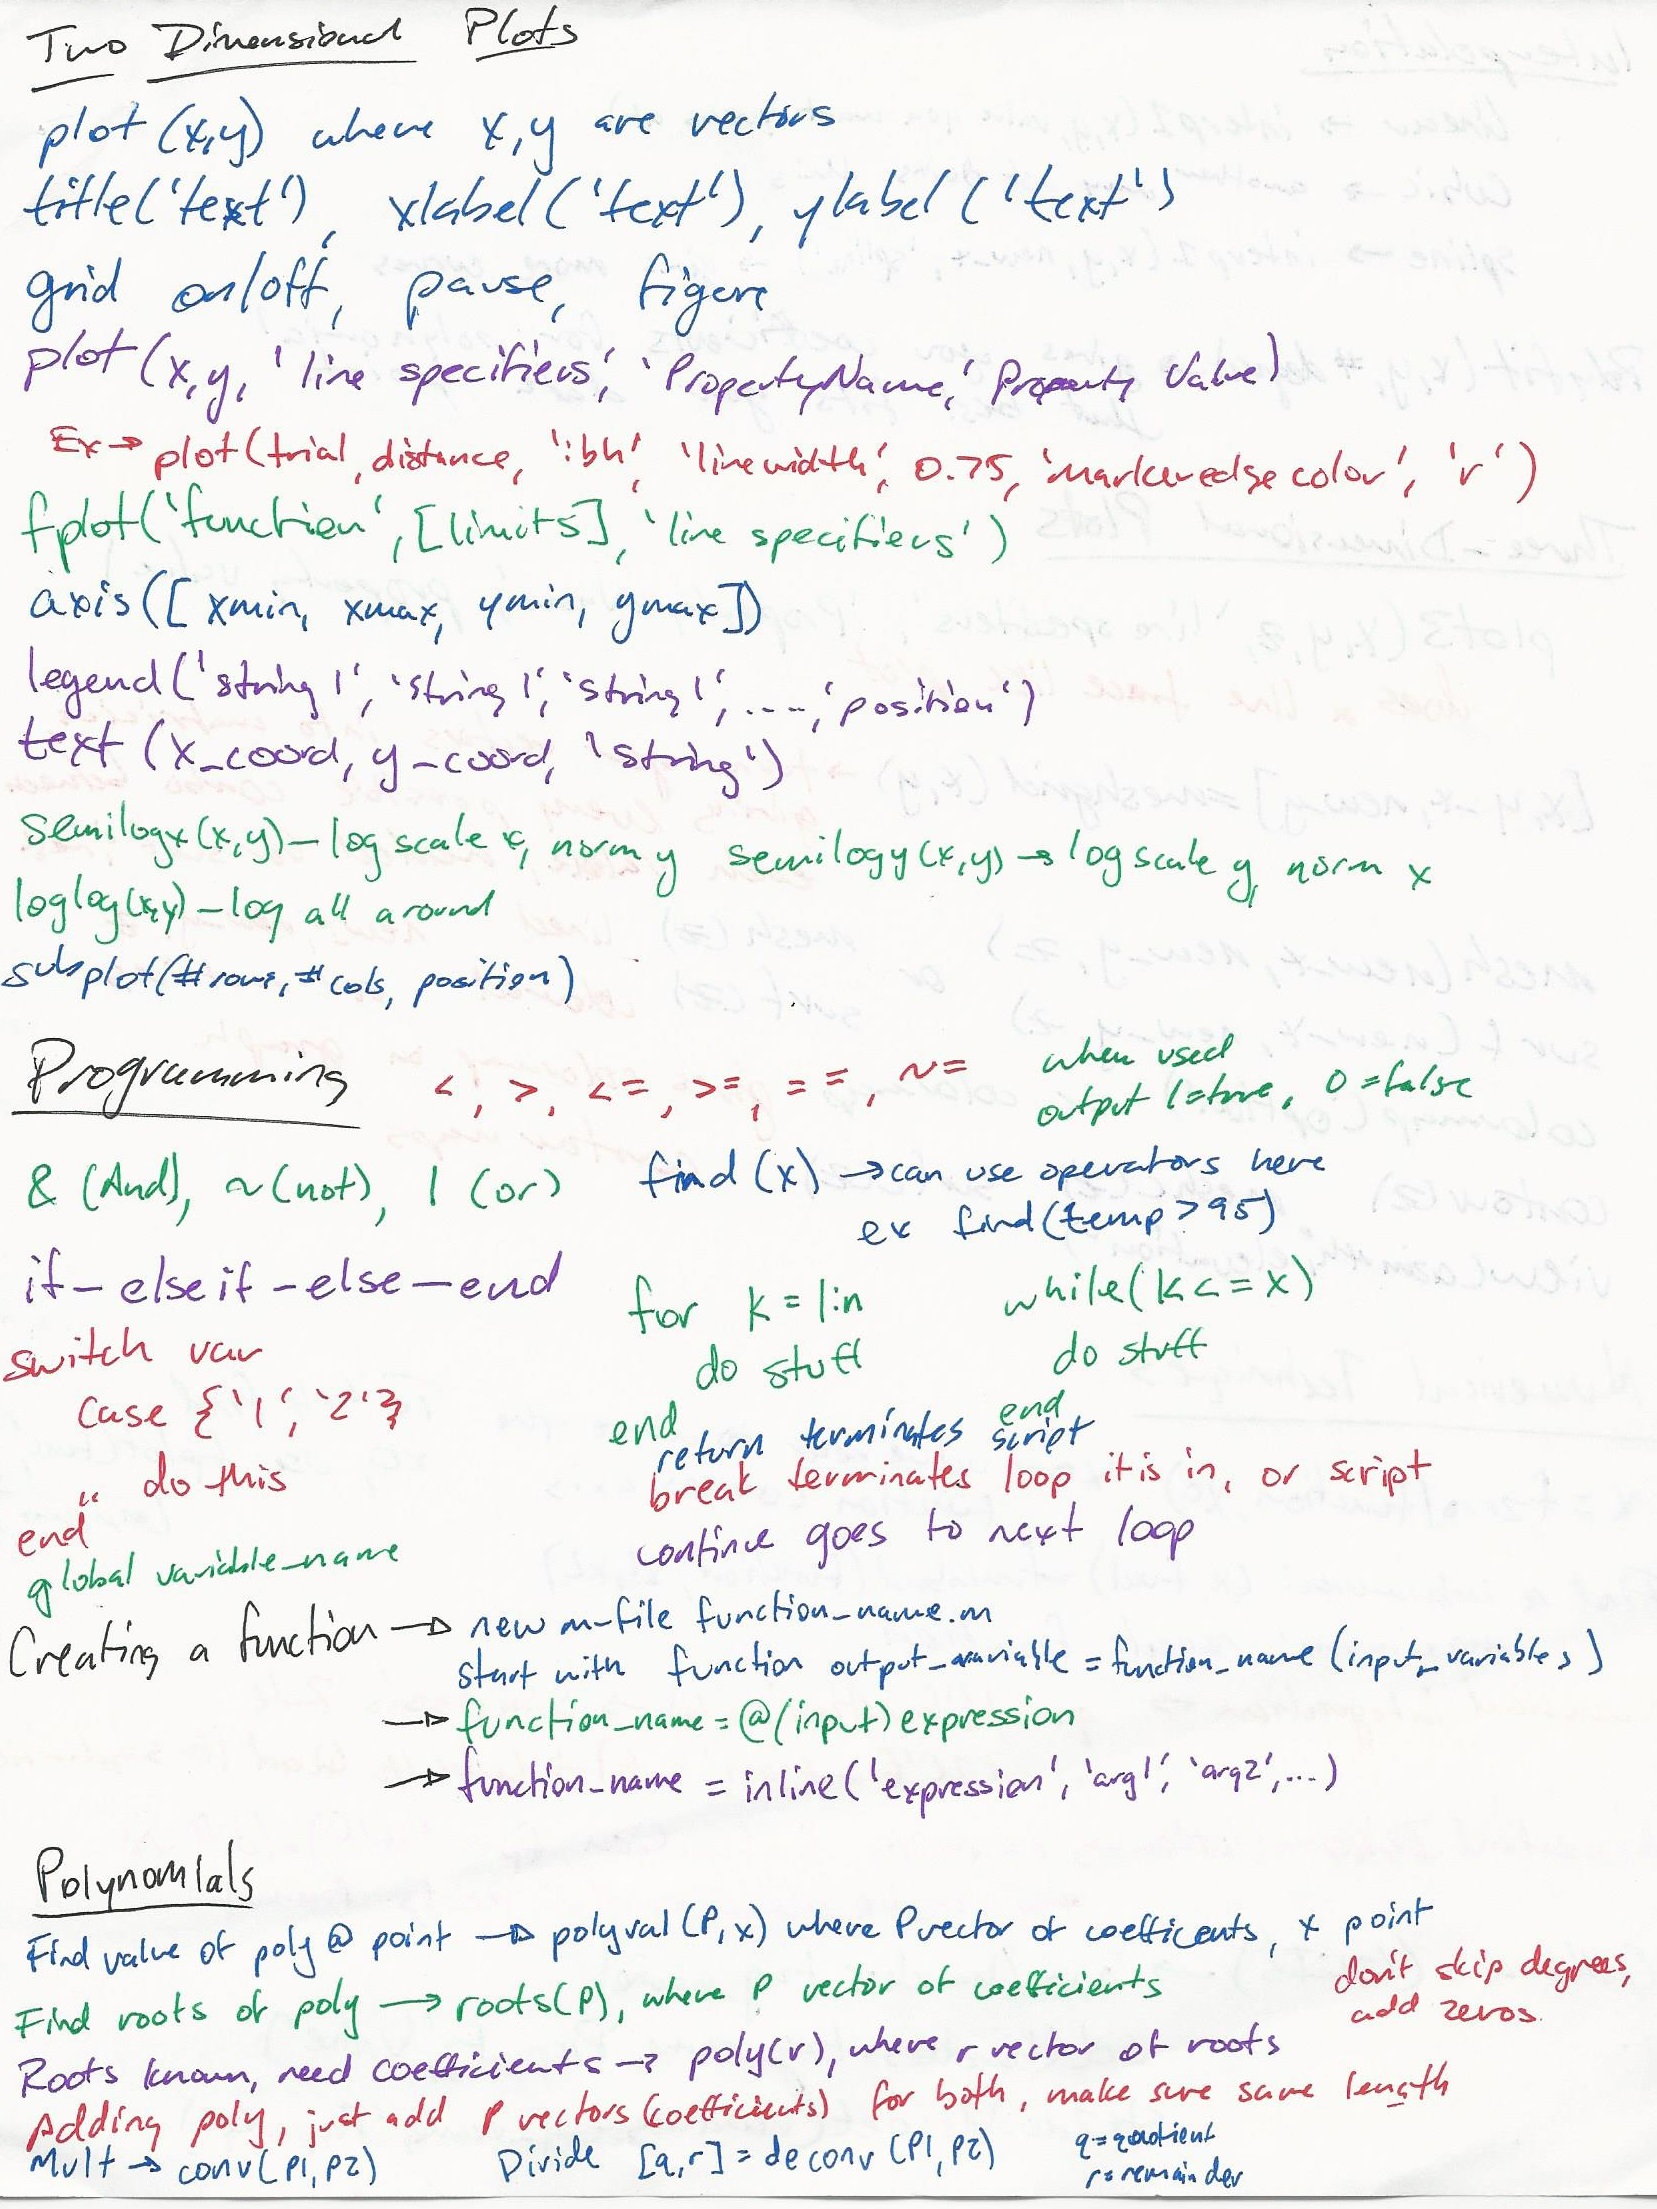 Two Dimensional Plots
plot (x,y) where x,y are vectors
title('text'), xlabel('text'), ylabel('text')
grid on/off, pause, figure
plot(x,y,'line specifiers','PropertyName', Property Value)
Ex → plot(trial, distance, ':bh', 'linewidth', 0.75, 'markeredgecolor', 'r')
fplot('function',[limits],'line specifiers')
axis([xmin, xmax, ymin, ymax])
legend('string1','string1','string1',....,'position')
text (x_coord, y_coord, 'string')
semilogx(x,y) – log scale x, norm y semilogy(x,y) → log scale y, norm x
loglog(x,y) – log all around
subplot(#rows, #cols, position)
Programming <, >, <=, >=, ==, ~= when used
output 1=true, 0=false
& (And), ~(not), | (or) find (x) → can use operators here
ex find(temp>95)
if – elseif – else – end
for k = 1:n while(k<=x)
switch var
do stuff do stuff
case {'1','2'}
end end
return terminates script
do this
break terminates loop it is in, or script
"
end
continue goes to next loop
global variable_name
Creating a function → new m-file function_name.m
start with function output_variable = function_name (input_variables)
→ function_name = @(input) expression
→ function_name = inline('expression','arg1','arg2',...)
Polynomials
Find value of poly @ point → polyval(P,x) where P vector of coefficents, x point
don't skip degrees,
add zeros.
Find roots of poly → roots(P), where P vector of coefficients
Roots known, need coefficients → poly(r), where r vector of roots
Adding poly, just add P vectors (coefficients) for both, make sure same length
Mult → conv(P1,P2) Divide [q,r] = deconv(P1,P2) q=quotient
r=remainder